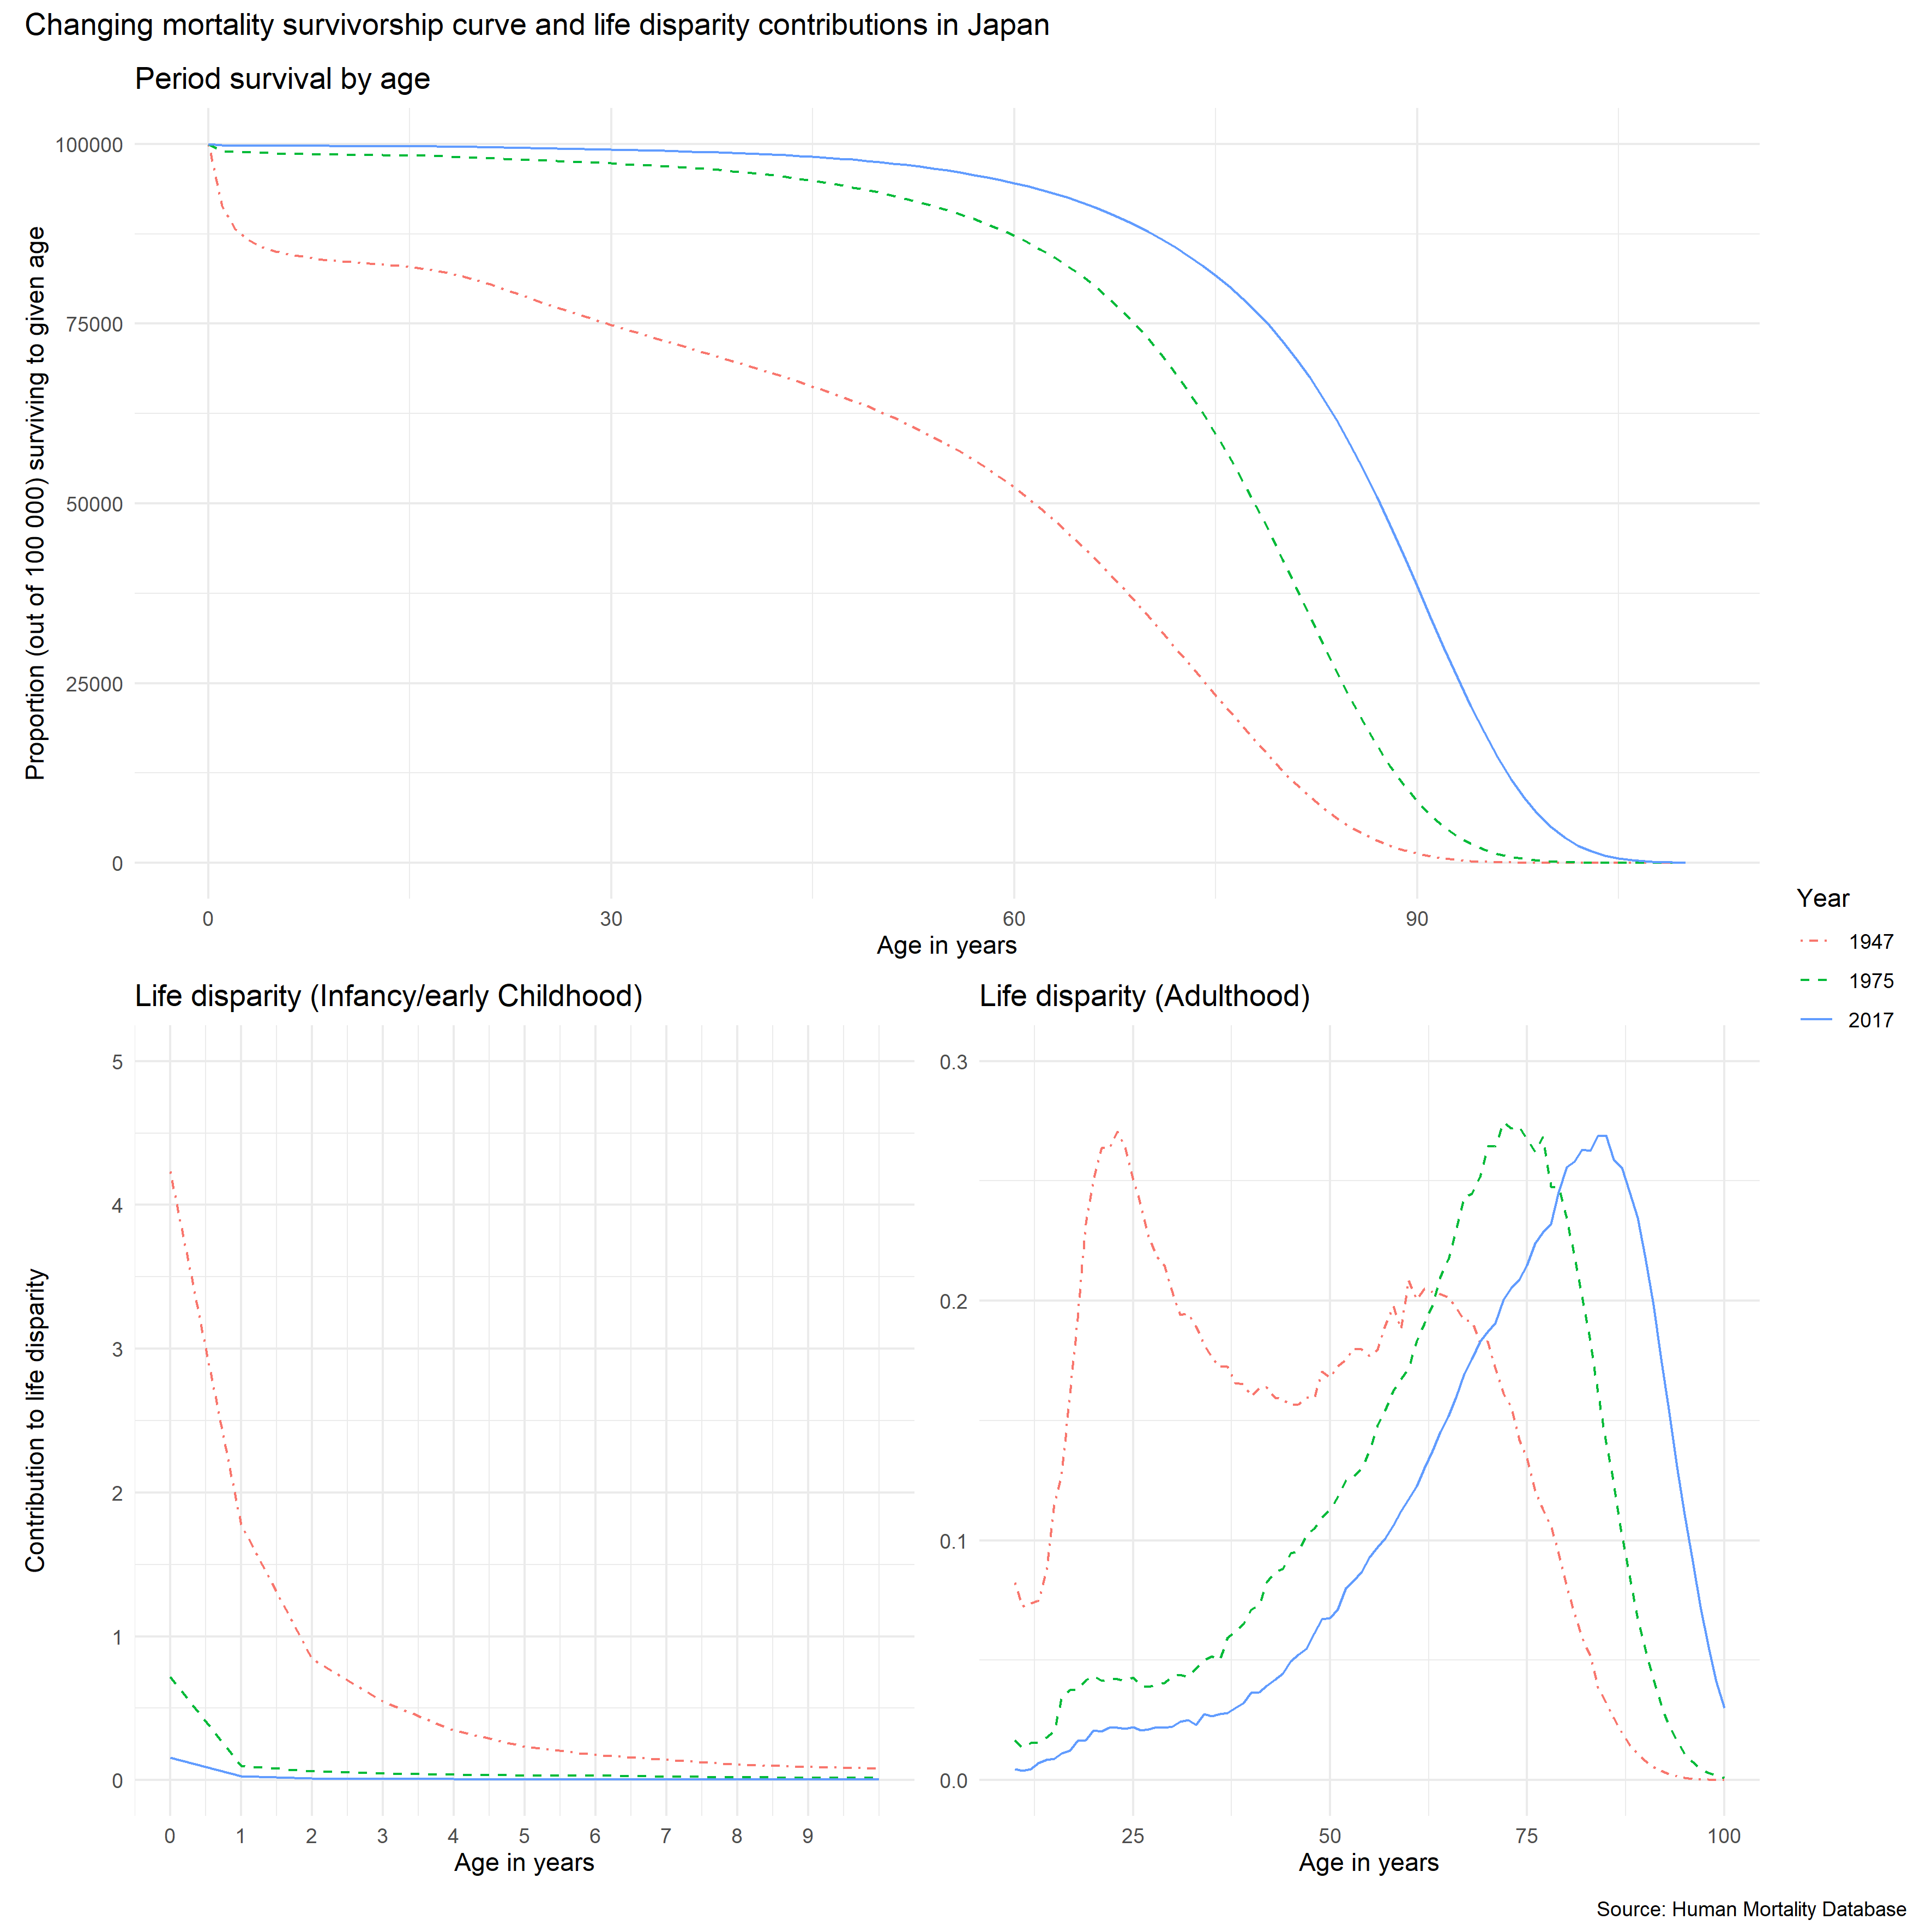 Changing mortality survivorship curve and life disparity contributions in Japan
Period survival by age
Proportion (out of 100 000) surviving to given age
100000
75000
50000
25000
0
0 30 60 90
Age in years
Year
1947
1975
2017
Life disparity (Infancy/early Childhood)
Contribution to life disparity
5
4
3
2
1
0
0 1 2 3 4 5 6 7 8 9
Age in years
Life disparity (Adulthood)
0.3
0.2
0.1
0.0
25 50 75 100
Age in years
Source: Human Mortality Database